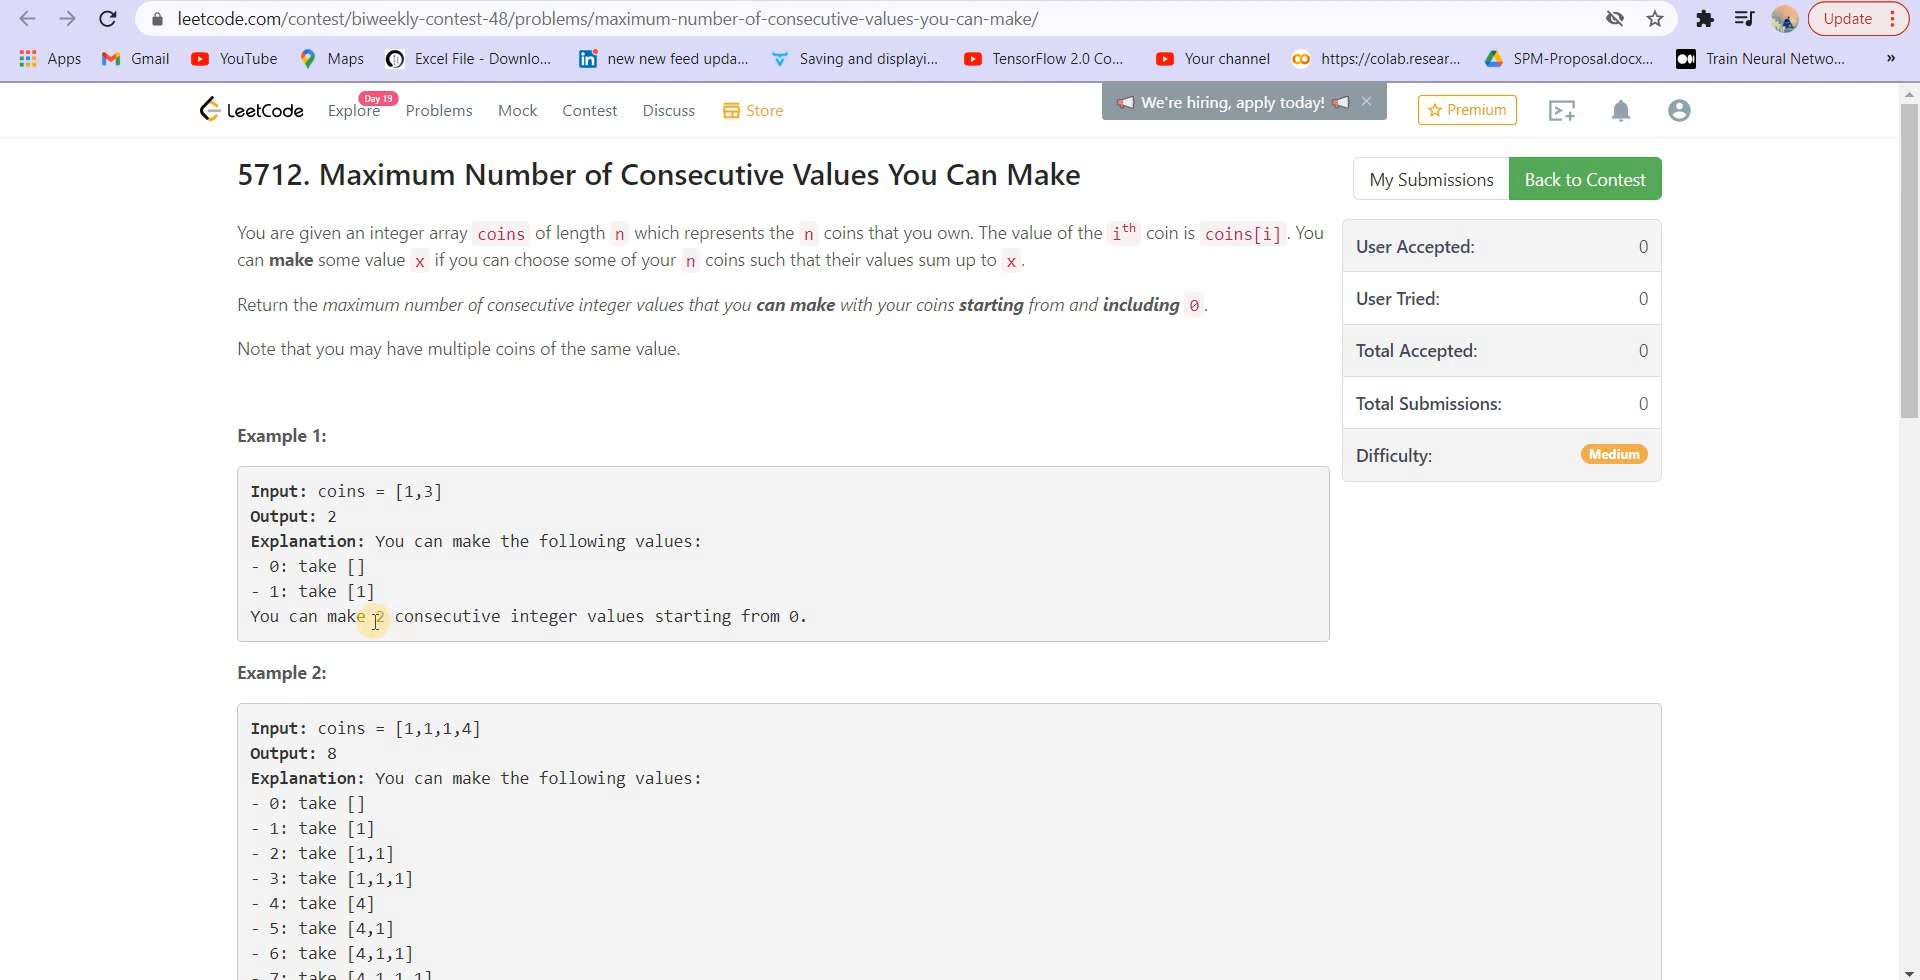 leetcode.com/contest/biweekly-contest-48/problems/maximum-number-of-consecutive-values-you-can-make/
Update
Apps Gmail YouTube Maps Excel File - Downlo... new new feed upda... Saving and displayi... TensorFlow 2.0 Co... Your channel https://colab.resear... SPM-Proposal.docx... Train Neural Netwo... »
LeetCode Explore Day 19 Problems Mock Contest Discuss Store We're hiring, apply today! Premium
5712. Maximum Number of Consecutive Values You Can Make
My Submissions Back to Contest
You are given an integer array coins of length n which represents the n coins that you own. The value of the ith coin is coins[i]. You
can make some value x if you can choose some of your n coins such that their values sum up to x.
Return the maximum number of consecutive integer values that you can make with your coins starting from and including 0.
Note that you may have multiple coins of the same value.
User Accepted: 0
User Tried: 0
Total Accepted: 0
Total Submissions: 0
Difficulty: Medium
Example 1:
Input: coins = [1,3]
Output: 2
Explanation: You can make the following values:
- 0: take []
- 1: take [1]
You can make 2 consecutive integer values starting from 0.
Example 2:
Input: coins = [1,1,1,4]
Output: 8
Explanation: You can make the following values:
- 0: take []
- 1: take [1]
- 2: take [1,1]
- 3: take [1,1,1]
- 4: take [4]
- 5: take [4,1]
- 6: take [4,1,1]
- 7: take [4,1,1,1]